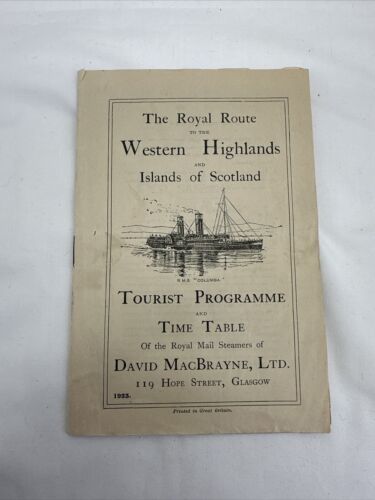 The Royal Route
TO THE
Western Highlands
AND
Islands of Scotland
R.M.S "COLUMBA."
Tourist Programme
AND
Time Table
Of the Royal Mail Steamers of
David MacBrayne, Ltd.
119 Hope Street, Glasgow
1923.
Printed in Great Britain.